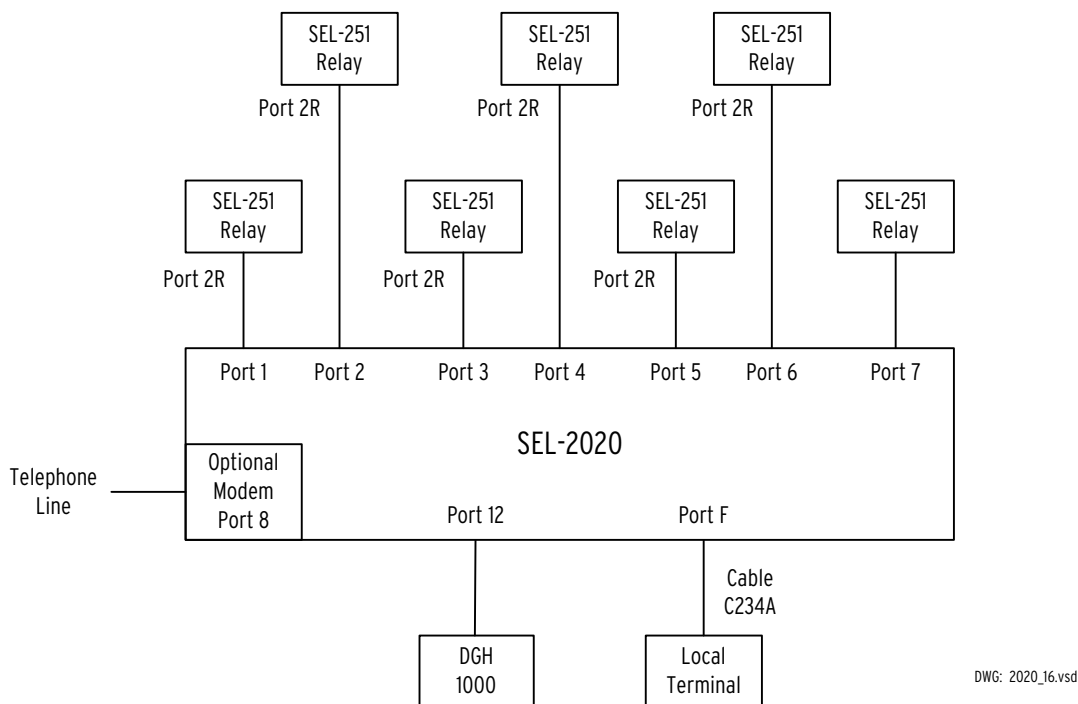 SEL-251
Relay
SEL-251
Relay
SEL-251
Relay
Port 2R
Port 2R
Port 2R
SEL-251
Relay
SEL-251
Relay
SEL-251
Relay
SEL-251
Relay
Port 2R
Port 2R
Port 2R
Port 1
Port 2
Port 3
Port 4
Port 5
Port 6
Port 7
SEL-2020
Telephone
Line
Optional
Modem
Port 8
Port 12
Port F
Cable
C234A
DGH
1000
Local
Terminal
DWG: 2020_16.vsd